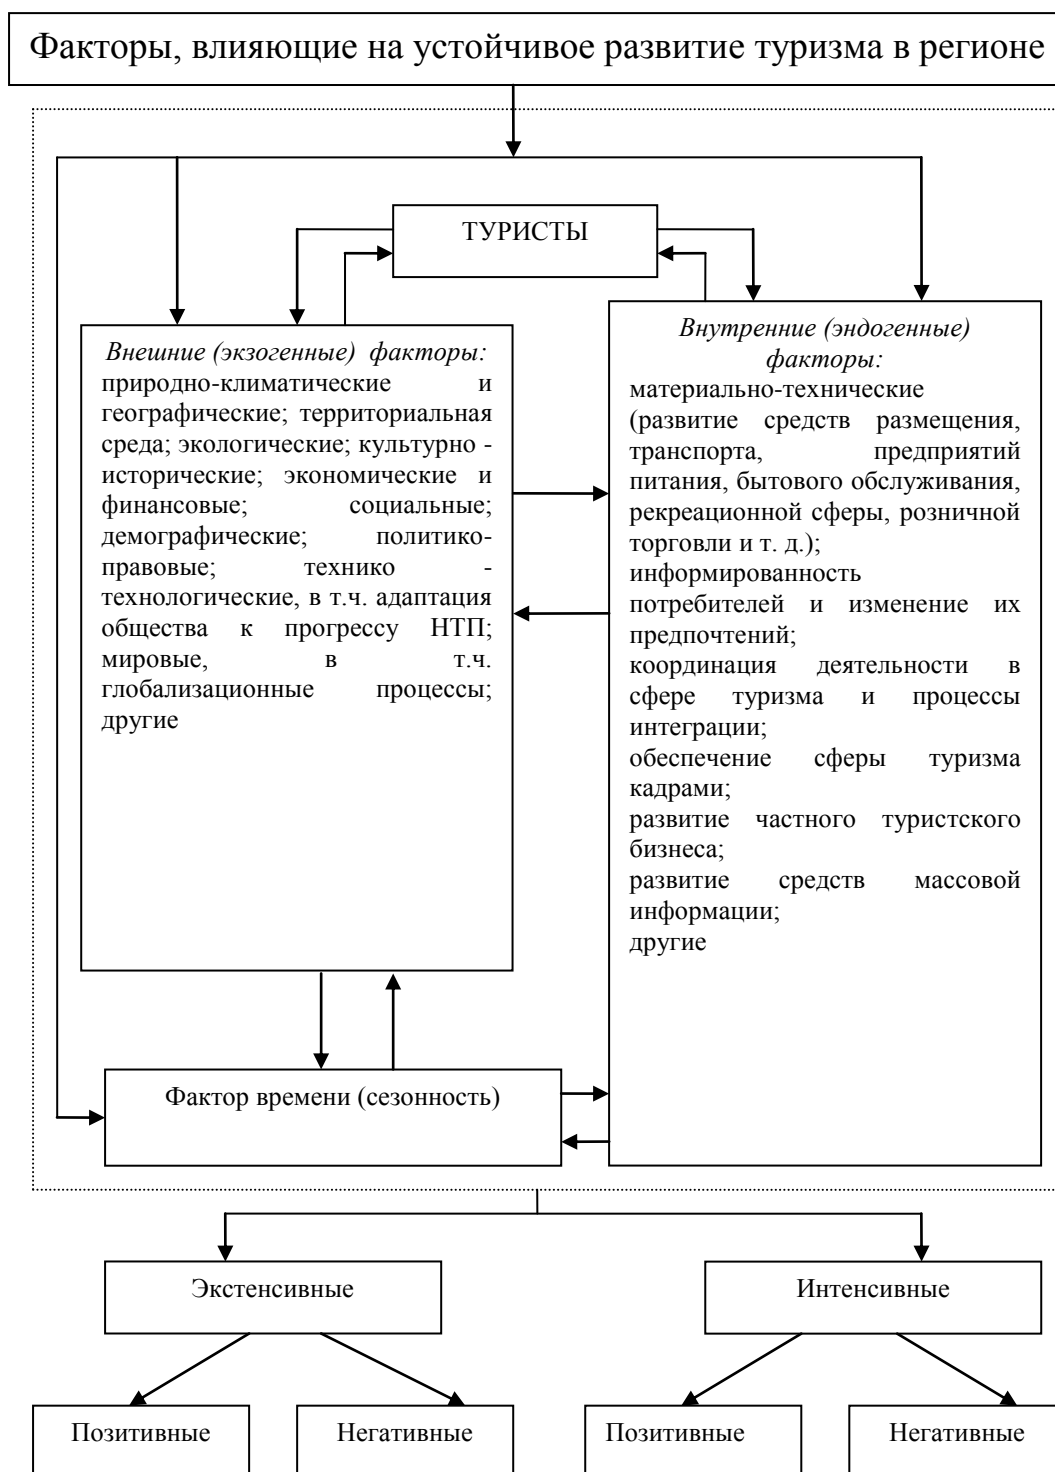 Факторы, влияющие на устойчивое развитие туризма в регионе
ТУРИСТЫ
Внешние (экзогенные) факторы:
природно-климатические и
географические; территориальная
среда; экологические; культурно -
исторические; экономические и
финансовые; социальные;
демографические; политико-
правовые; технико -
технологические, в т.ч. адаптация
общества к прогрессу НТП;
мировые, в т.ч.
глобализационные процессы;
другие
Внутренние (эндогенные)
факторы:
материально-технические
(развитие средств размещения,
транспорта, предприятий
питания, бытового обслуживания,
рекреационной сферы, розничной
торговли и т. д.);
информированность
потребителей и изменение их
предпочтений;
координация деятельности в
сфере туризма и процессы
интеграции;
обеспечение сферы туризма
кадрами;
развитие частного туристского
бизнеса;
развитие средств массовой
информации;
другие
Фактор времени (сезонность)
Экстенсивные
Интенсивные
Позитивные
Негативные
Позитивные
Негативные